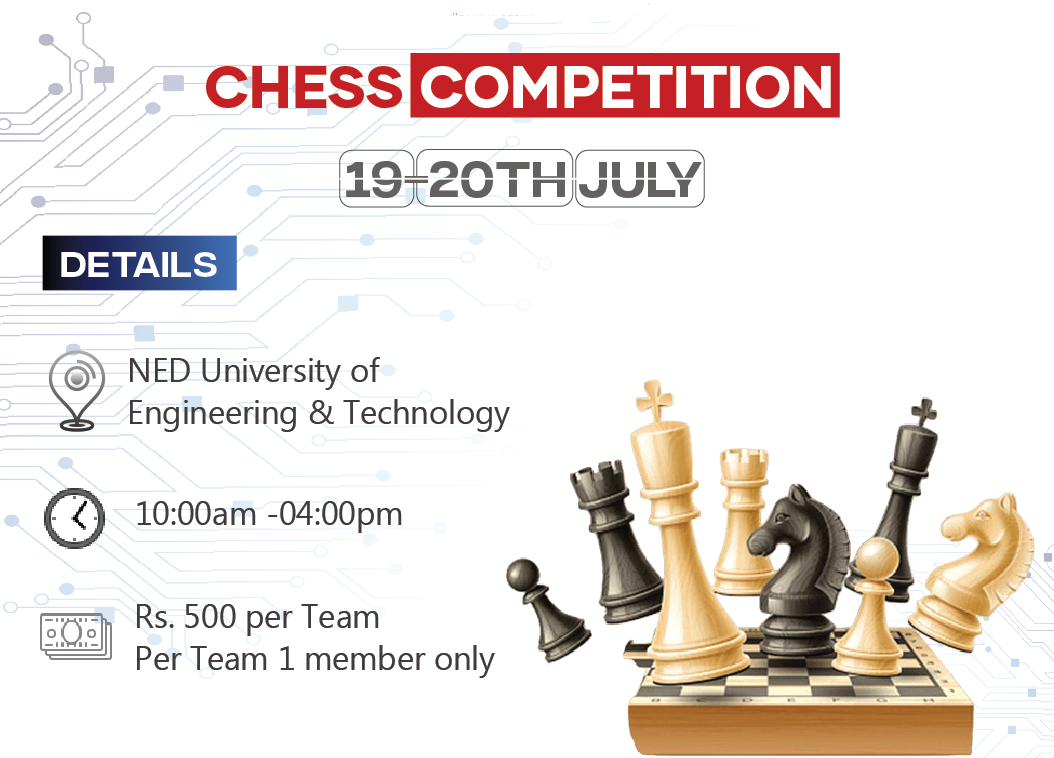 CHESS COMPETITION
19-20TH JULY
DETAILS
NED University of
Engineering & Technology
10:00am -04:00pm
Rs. 500 per Team
Per Team 1 member only
B C D E F G H